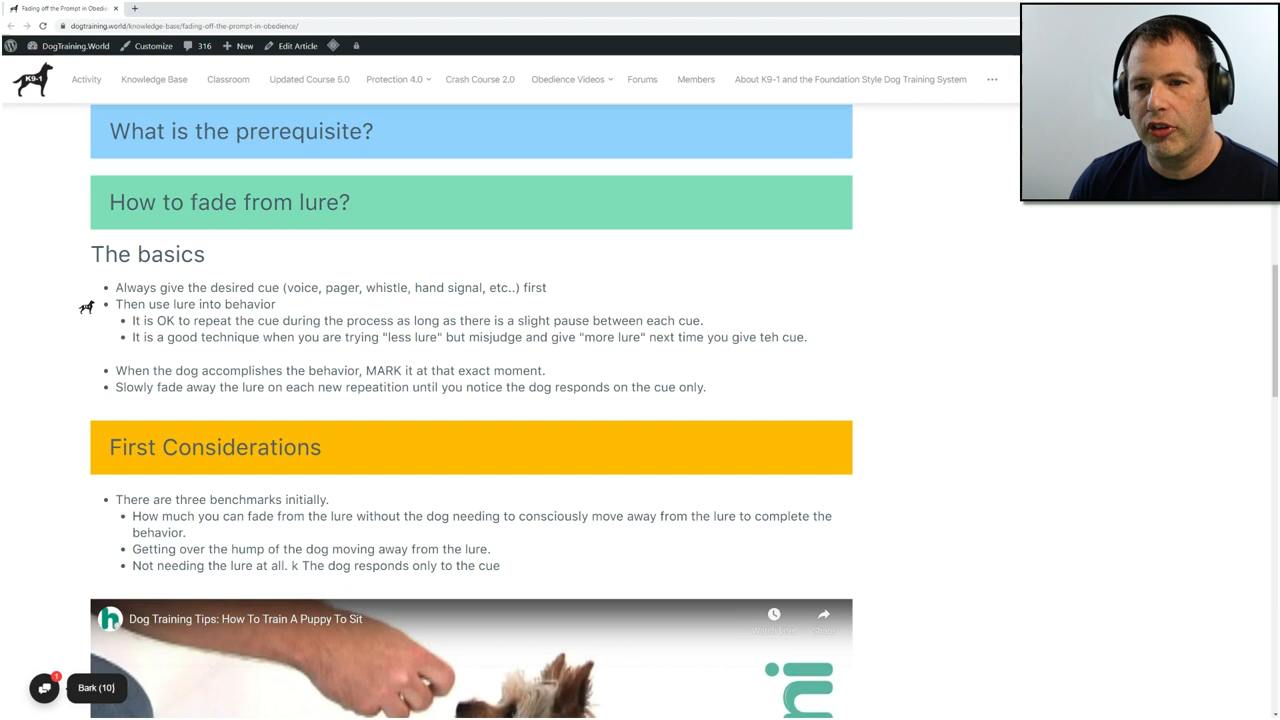 Fading off the Prompt in Obedi
dogtraining.world/knowledge-base/fading-off-the-prompt-in-obedience/
DogTraining.World Customize 316 New Edit Article
K9-1 Activity Knowledge Base Classroom Updated Course 5.0 Protection 4.0 Crash Course 2.0 Obedience Videos Forums Members About K9-1 and the Foundation Style Dog Training System
What is the prerequisite?
How to fade from lure?
The basics
Always give the desired cue (voice, pager, whistle, hand signal, etc..) first
Then use lure into behavior
It is OK to repeat the cue during the process as long as there is a slight pause between each cue.
It is a good technique when you are trying "less lure" but misjudge and give "more lure" next time you give teh cue.
When the dog accomplishes the behavior, MARK it at that exact moment.
Slowly fade away the lure on each new repeatition until you notice the dog responds on the cue only.
First Considerations
There are three benchmarks initially.
How much you can fade from the lure without the dog needing to consciously move away from the lure to complete the
behavior.
Getting over the hump of the dog moving away from the lure.
Not needing the lure at all. k The dog responds only to the cue
h Dog Training Tips: How To Train A Puppy To Sit
Share
1
Bark (10)